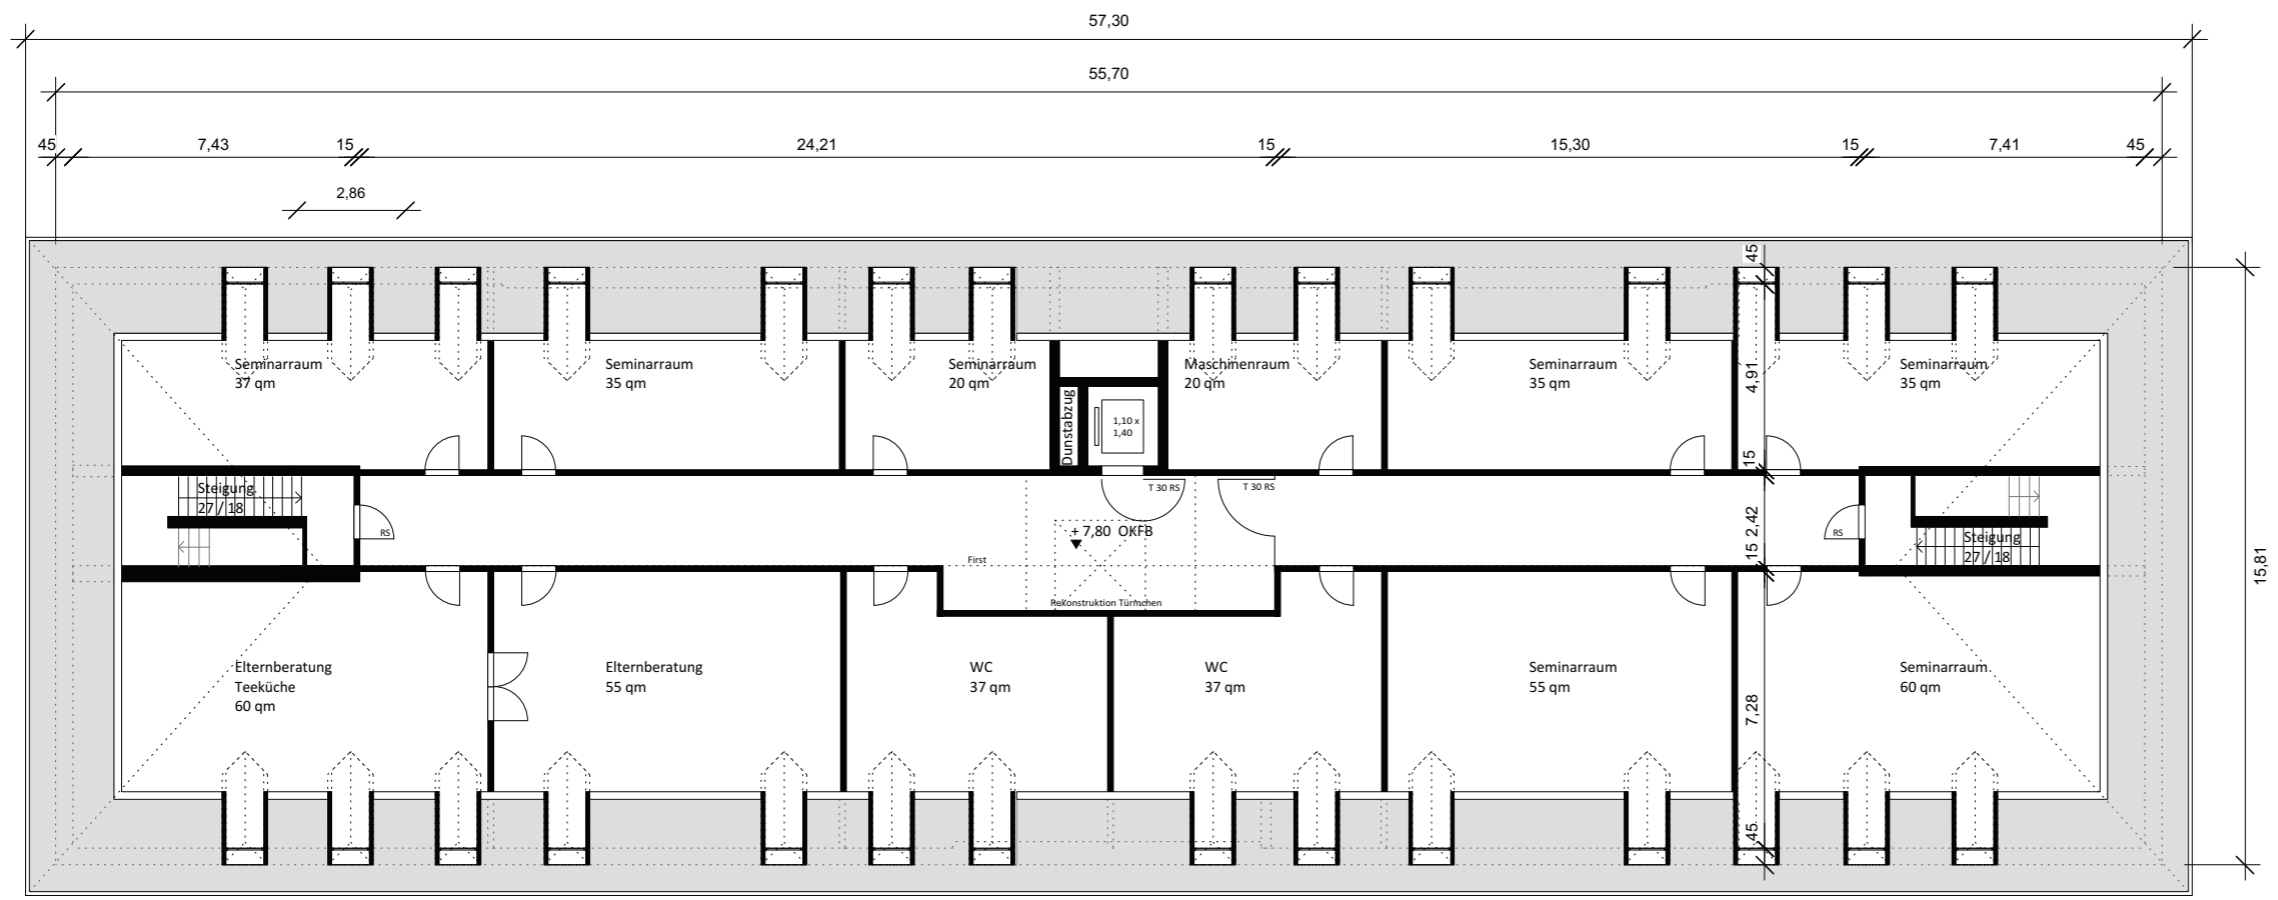 57,30
55,70
45
7,43
15
24,21
15
15,30
15
7,41
45
2,86
45
Seminarraum
37 qm
Seminarraum
35 qm
Seminarraum
20 qm
Maschinenraum
20 qm
Seminarraum
35 qm
4,91
Seminarraum
35 qm
Dunstabzug
1,10 x
1,40
15
Steigung
27 / 18
RS
T 30 RS
T 30 RS
+ 7,80 OKFB
2,42
RS
Steigung
27 / 18
First
15
15,81
Rekonstruktion Türmchen
Elternberatung
Teeküche
60 qm
Elternberatung
55 qm
WC
37 qm
WC
37 qm
Seminarraum
55 qm
7,28
Seminarraum
60 qm
45